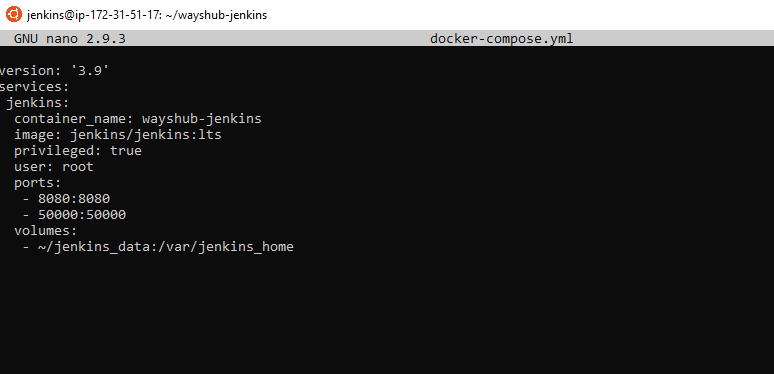 jenkins@ip-172-31-51-17: ~/wayshub-jenkins
GNU nano 2.9.3 docker-compose.yml
version: '3.9'
services:
 jenkins:
  container_name: wayshub-jenkins
  image: jenkins/jenkins:lts
  privileged: true
  user: root
  ports:
   - 8080:8080
   - 50000:50000
  volumes:
   - ~/jenkins_data:/var/jenkins_home